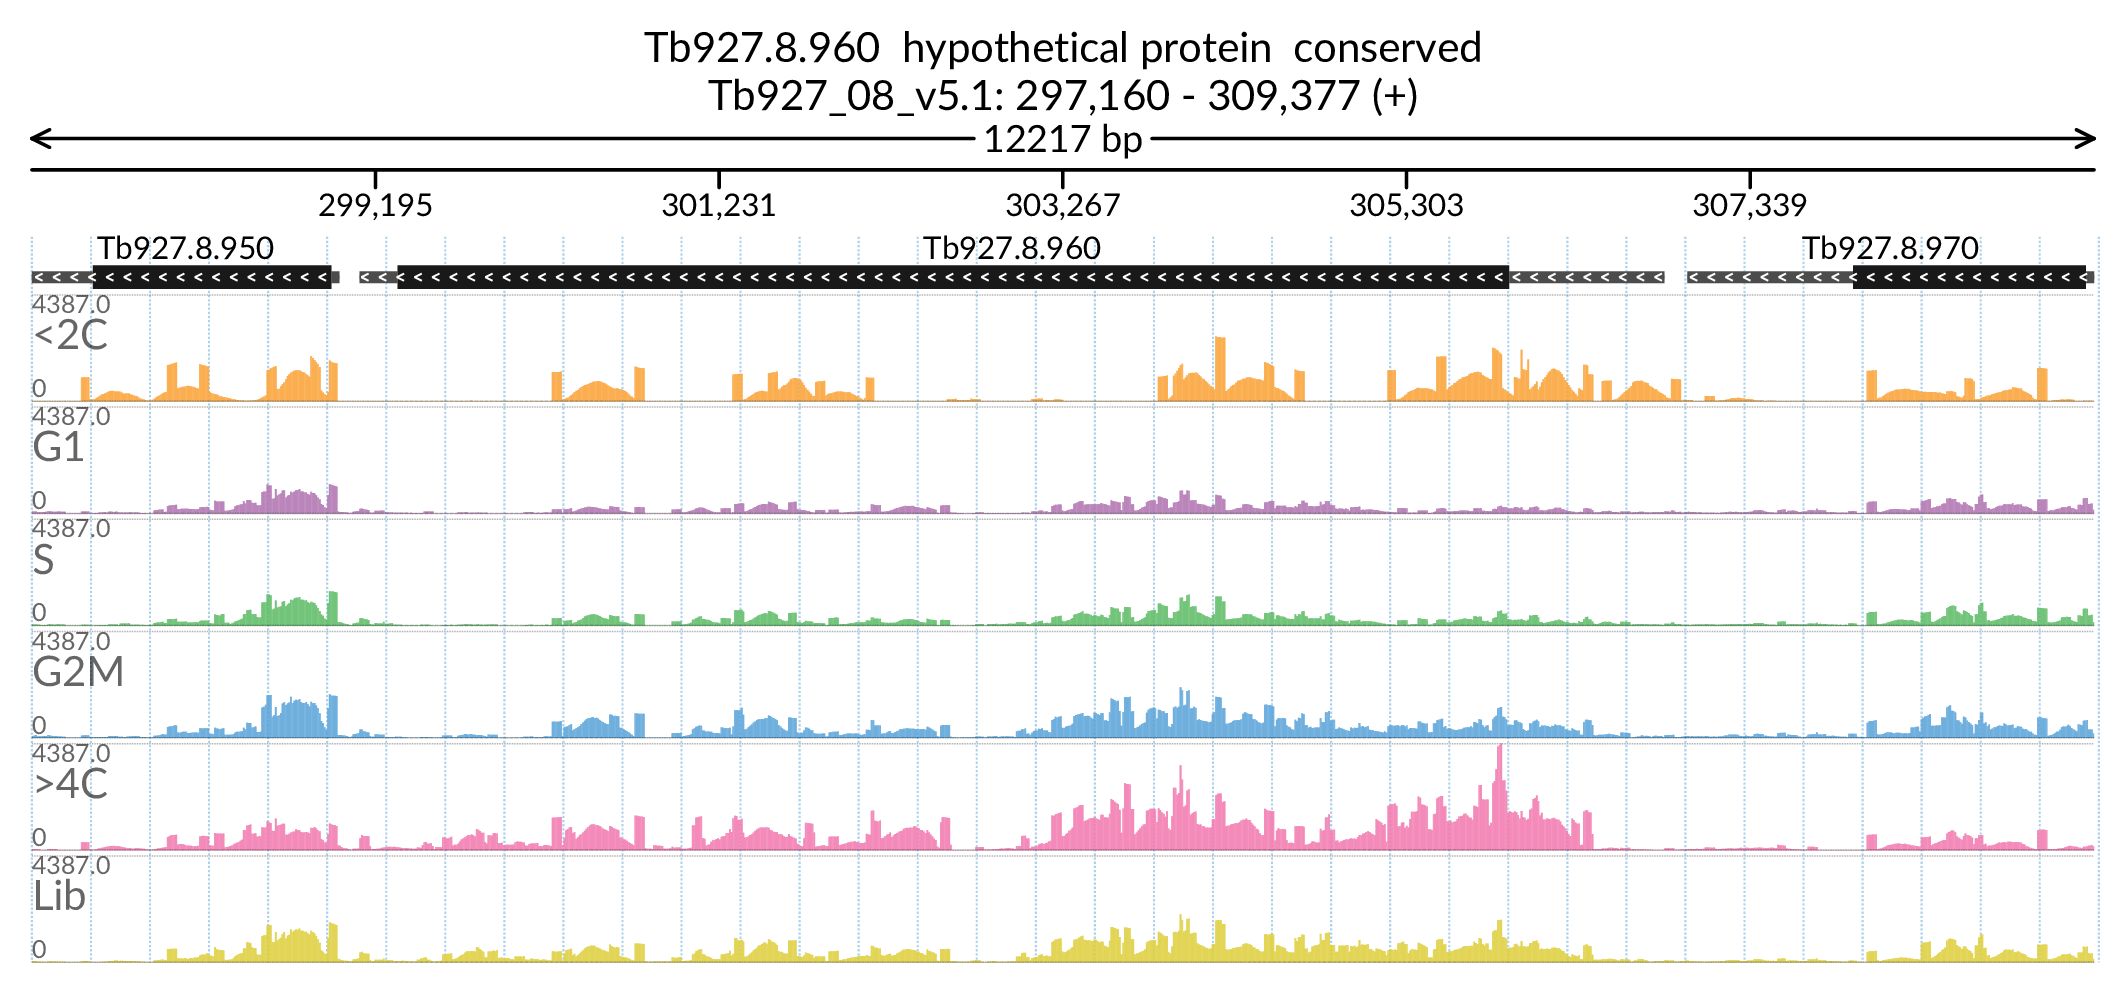 Tb927.8.960 hypothetical protein conserved
Tb927_08_v5.1: 297,160 - 309,377 (+)
12217 bp
299,195 301,231 303,267 305,303 307,339
Tb927.8.950 Tb927.8.960 Tb927.8.970
4387.0
<2C
0
4387.0
G1
0
4387.0
S
0
4387.0
G2M
0
4387.0
>4C
0
4387.0
Lib
0